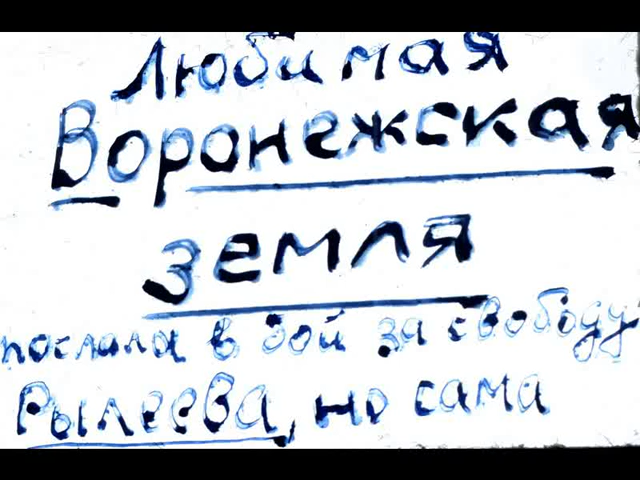 Любимая
Воронежская
земля
послала в бой за свободу
Рылеева, но сама